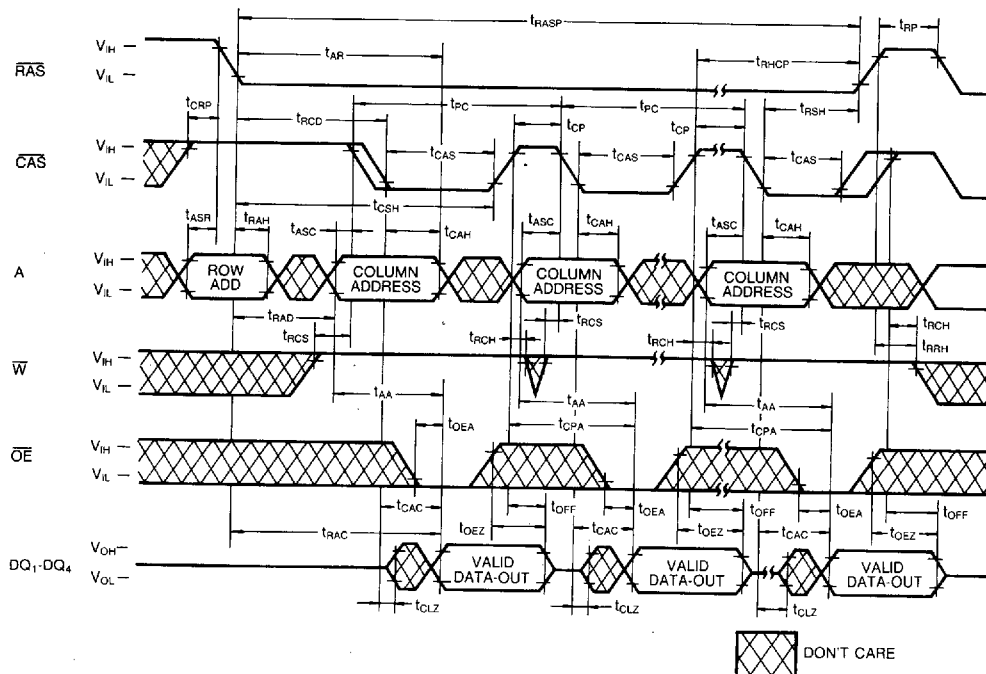 tRASP
tRP
tAR
tRHCP
RAS
VIH
VIL
tCRP
tRCD
tPC
tPC
tRSH
tCP
tCP
CAS
VIH
VIL
tCAS
tCAS
tCAS
tCSH
tASR
tRAH
tASC
tCAH
tASC
tCAH
tASC
tCAH
A
VIH
VIL
ROW
ADD
COLUMN
ADDRESS
COLUMN
ADDRESS
COLUMN
ADDRESS
tRAD
tRCS
tRCH
tRCS
tRCH
tRCS
tRCH
tRRH
W
VIH
VIL
tAA
tAA
tAA
tOEA
tCPA
tCPA
OE
VIH
VIL
tCAC
tOFF
tOEA
tOFF
tOEA
tOFF
tRAC
tOEZ
tCAC
tOEZ
tCAC
tOEZ
DQ1-DQ4
VOH
VOL
VALID
DATA-OUT
VALID
DATA-OUT
VALID
DATA-OUT
tCLZ
tCLZ
tCLZ
DON'T CARE